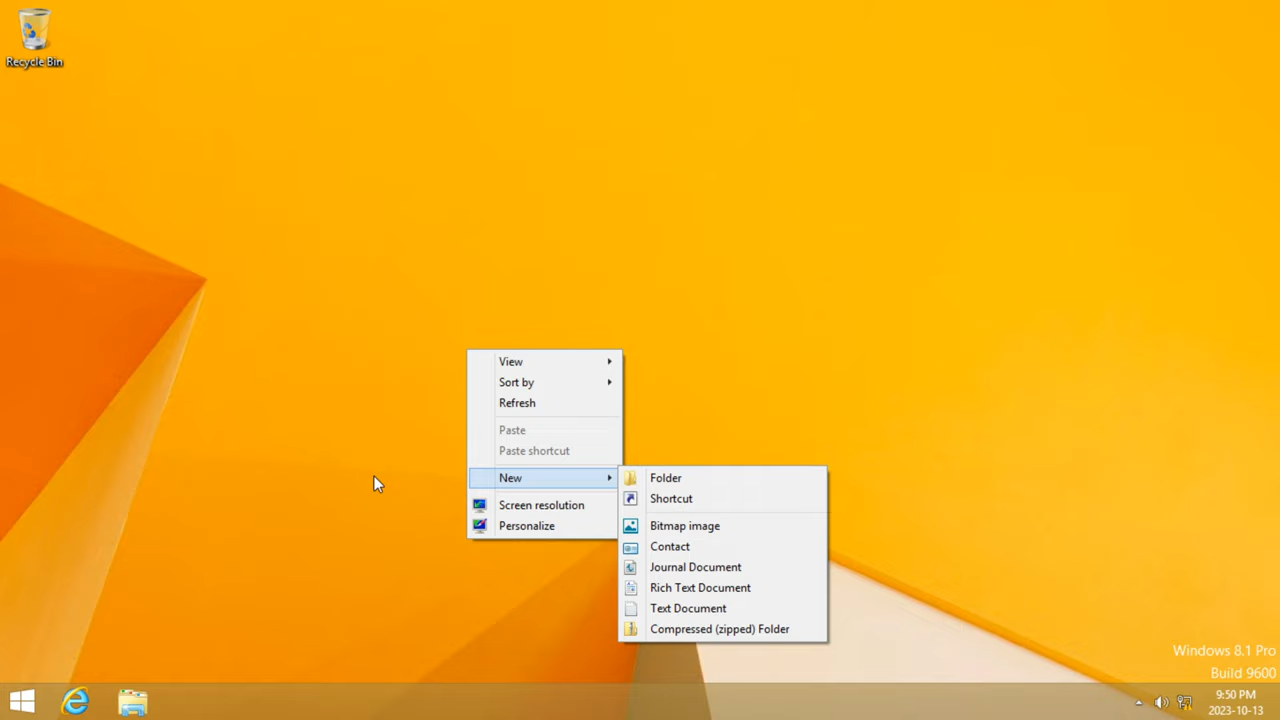 Recycle Bin
View
Sort by
Refresh
Paste
Paste shortcut
New
Screen resolution
Personalize
Folder
Shortcut
Bitmap image
Contact
Journal Document
Rich Text Document
Text Document
Compressed (zipped) Folder
Windows 8.1 Pro
Build 9600
9:50 PM
2023-10-13